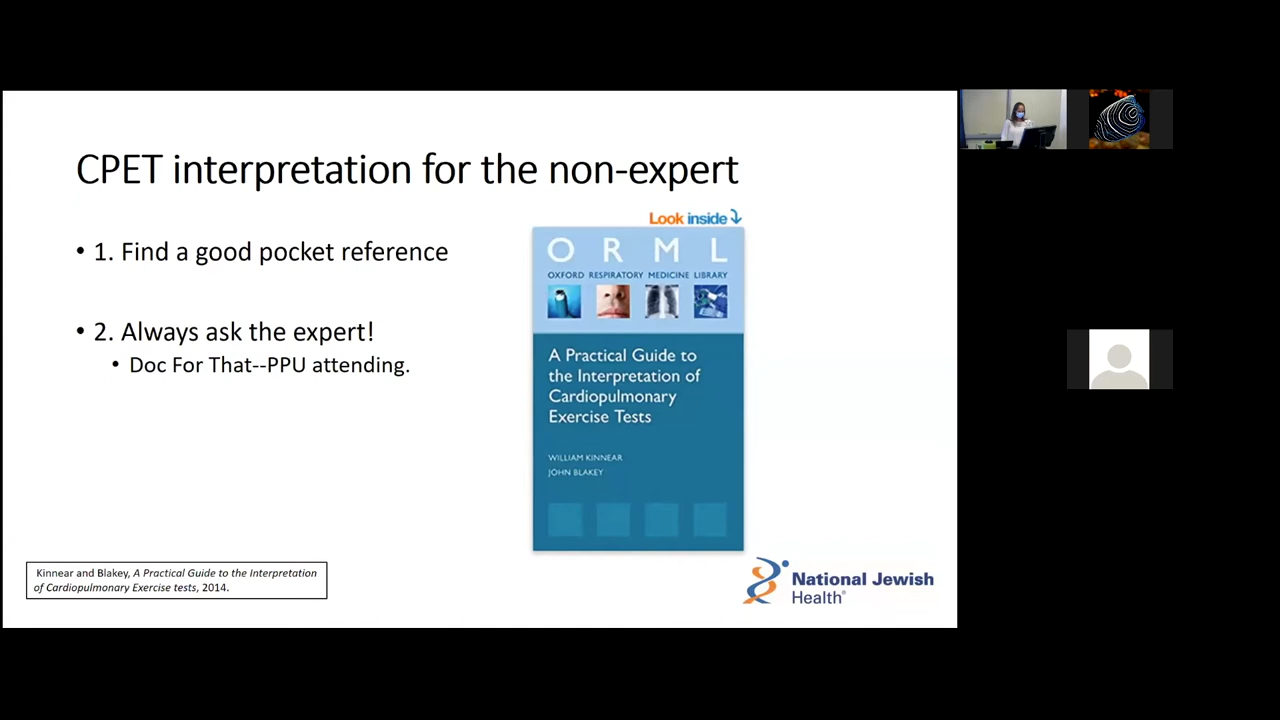 CPET interpretation for the non-expert
• 1. Find a good pocket reference
• 2. Always ask the expert!
• Doc For That--PPU attending.
Look inside
O R M L
OXFORD RESPIRATORY MEDICINE LIBRARY
A Practical Guide to
the Interpretation of
Cardiopulmonary
Exercise Tests
WILLIAM KINNEAR
JOHN BLAKEY
Kinnear and Blakey, A Practical Guide to the Interpretation
of Cardiopulmonary Exercise tests, 2014.
National Jewish
Health®